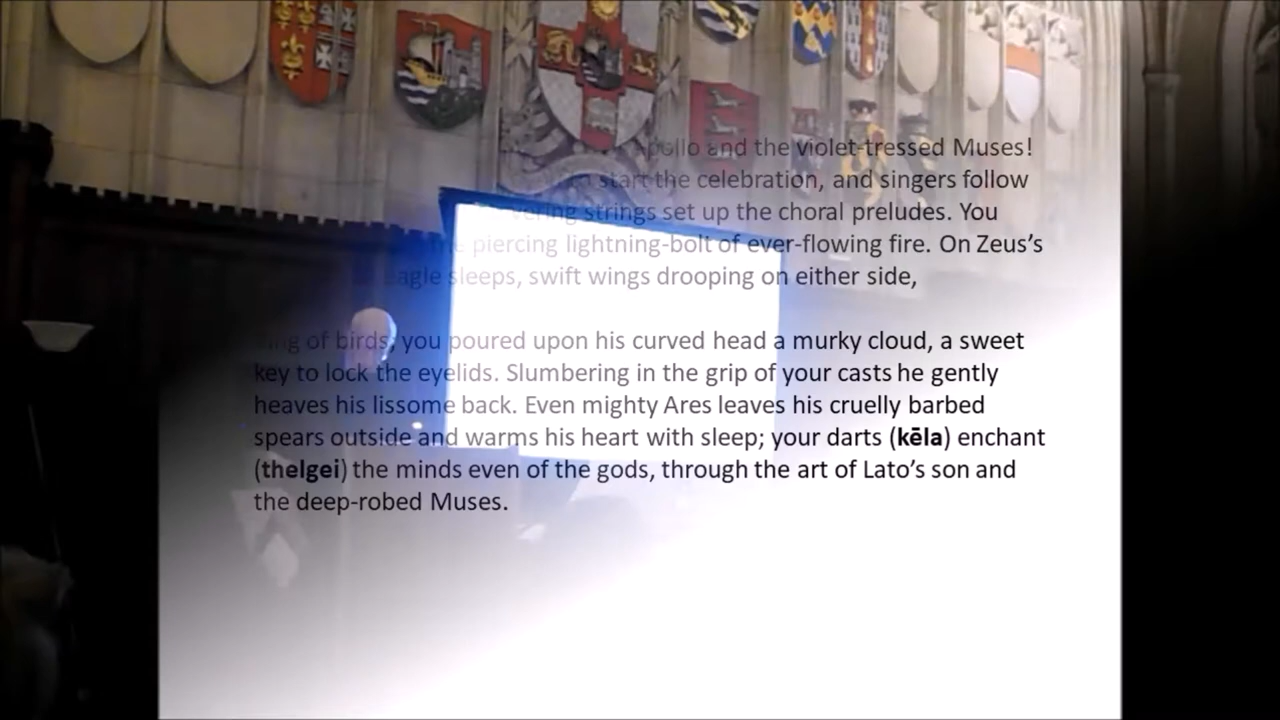 Apollo and the violet-tressed Muses!
start the celebration, and singers follow
strings set up the choral preludes. You
piercing lightning-bolt of ever-flowing fire. On Zeus’s
eagle sleeps, swift wings drooping on either side,
of birds, you poured upon his curved head a murky cloud, a sweet
key to lock the eyelids. Slumbering in the grip of your casts he gently
heaves his lissome back. Even mighty Ares leaves his cruelly barbed
spears outside and warms his heart with sleep; your darts (kēla) enchant
(thelgei) the minds even of the gods, through the art of Lato’s son and
the deep-robed Muses.